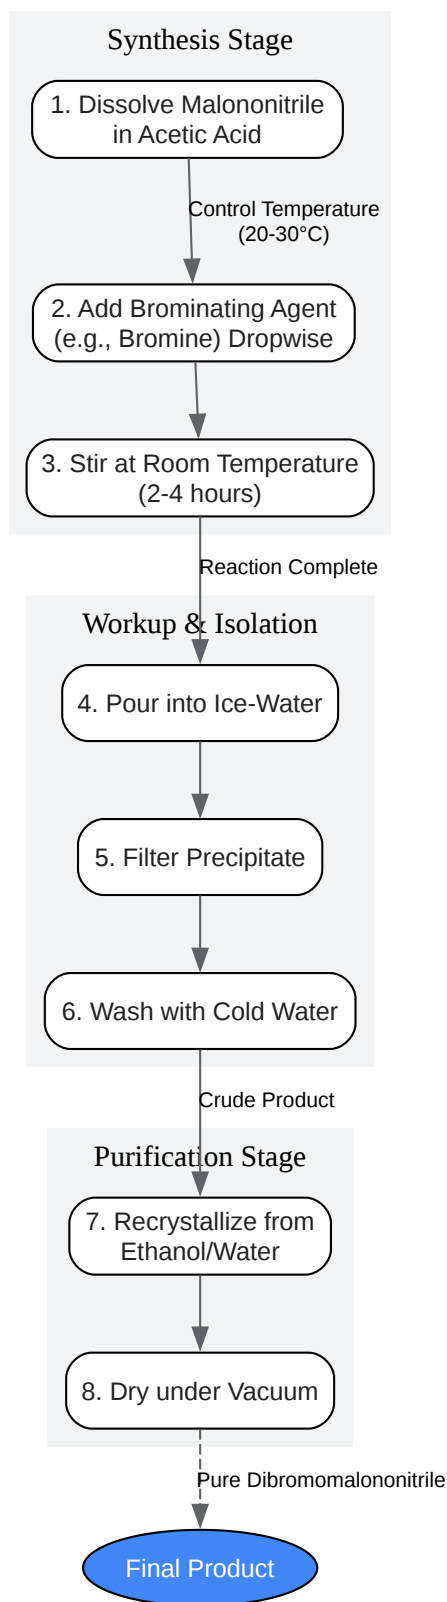 Synthesis Stage
1. Dissolve Malononitrile
in Acetic Acid
Control Temperature
(20-30°C)
2. Add Brominating Agent
(e.g., Bromine) Dropwise
3. Stir at Room Temperature
(2-4 hours)
Reaction Complete
Workup & Isolation
4. Pour into Ice-Water
5. Filter Precipitate
6. Wash with Cold Water
Crude Product
Purification Stage
7. Recrystallize from
Ethanol/Water
8. Dry under Vacuum
Pure Dibromomalononitrile
Final Product